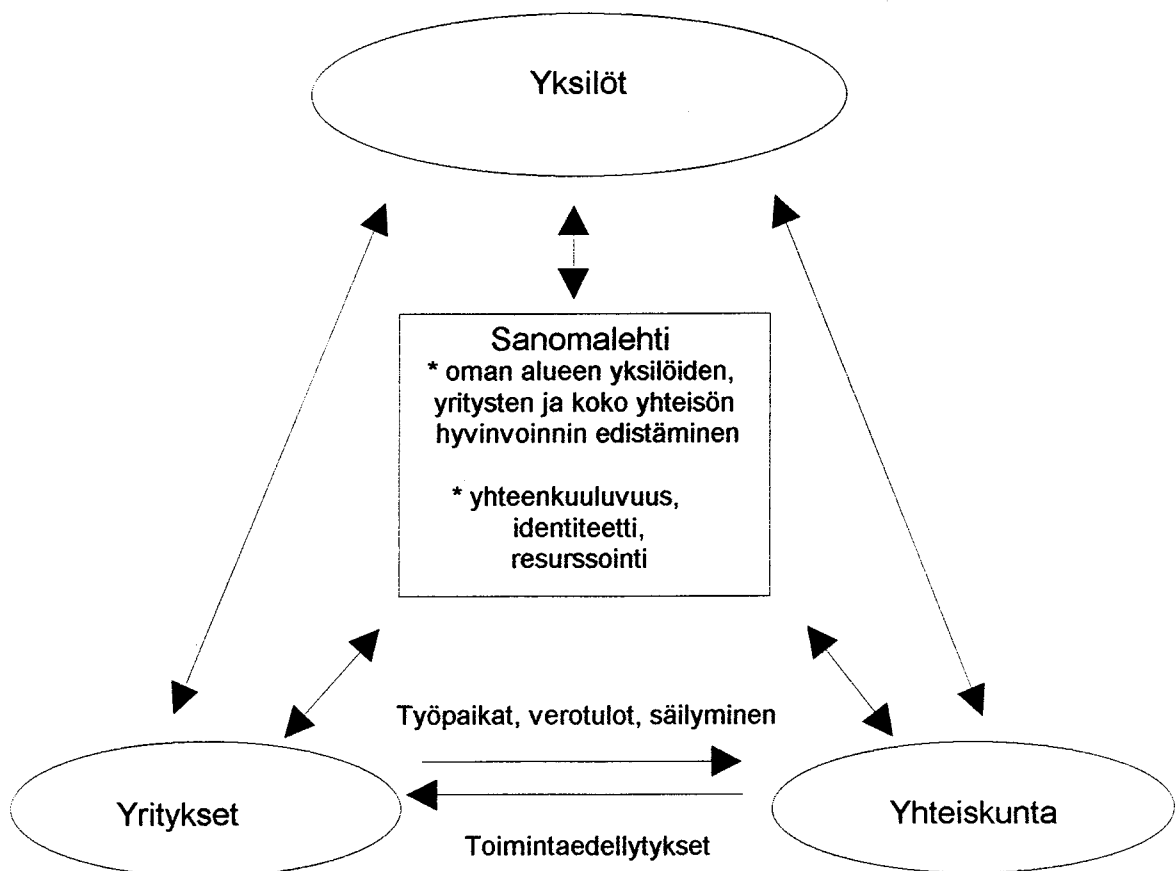 Yksilöt
Sanomalehti
* oman alueen yksilöiden,
yritysten ja koko yhteisön
hyvinvoinnin edistäminen
* yhteenkuuluvuus,
identiteetti,
resurssointi
Työpaikat, verotulot, säilyminen
Yritykset
Yhteiskunta
Toimintaedellytykset